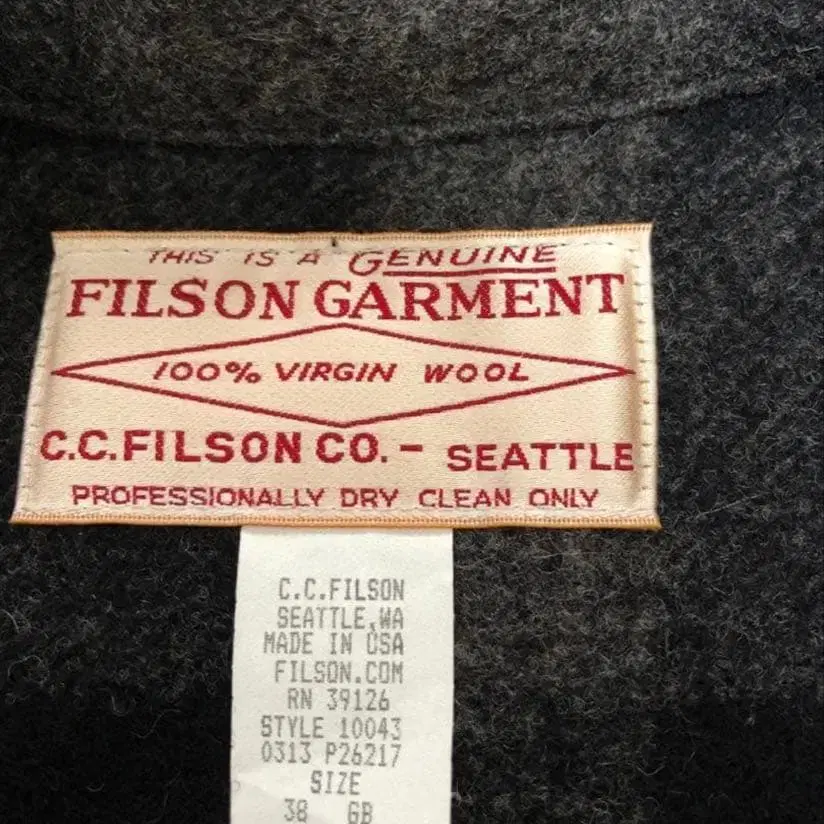 THIS IS A GENUINE
FILSON GARMENT
100% VIRGIN WOOL
C.C.FILSON CO. - SEATTLE
PROFESSIONALLY DRY CLEAN ONLY
C.C.FILSON
SEATTLE,WA
MADE IN USA
FILSON.COM
RN 39126
STYLE 10043
0313 P26217
SIZE
38 GB